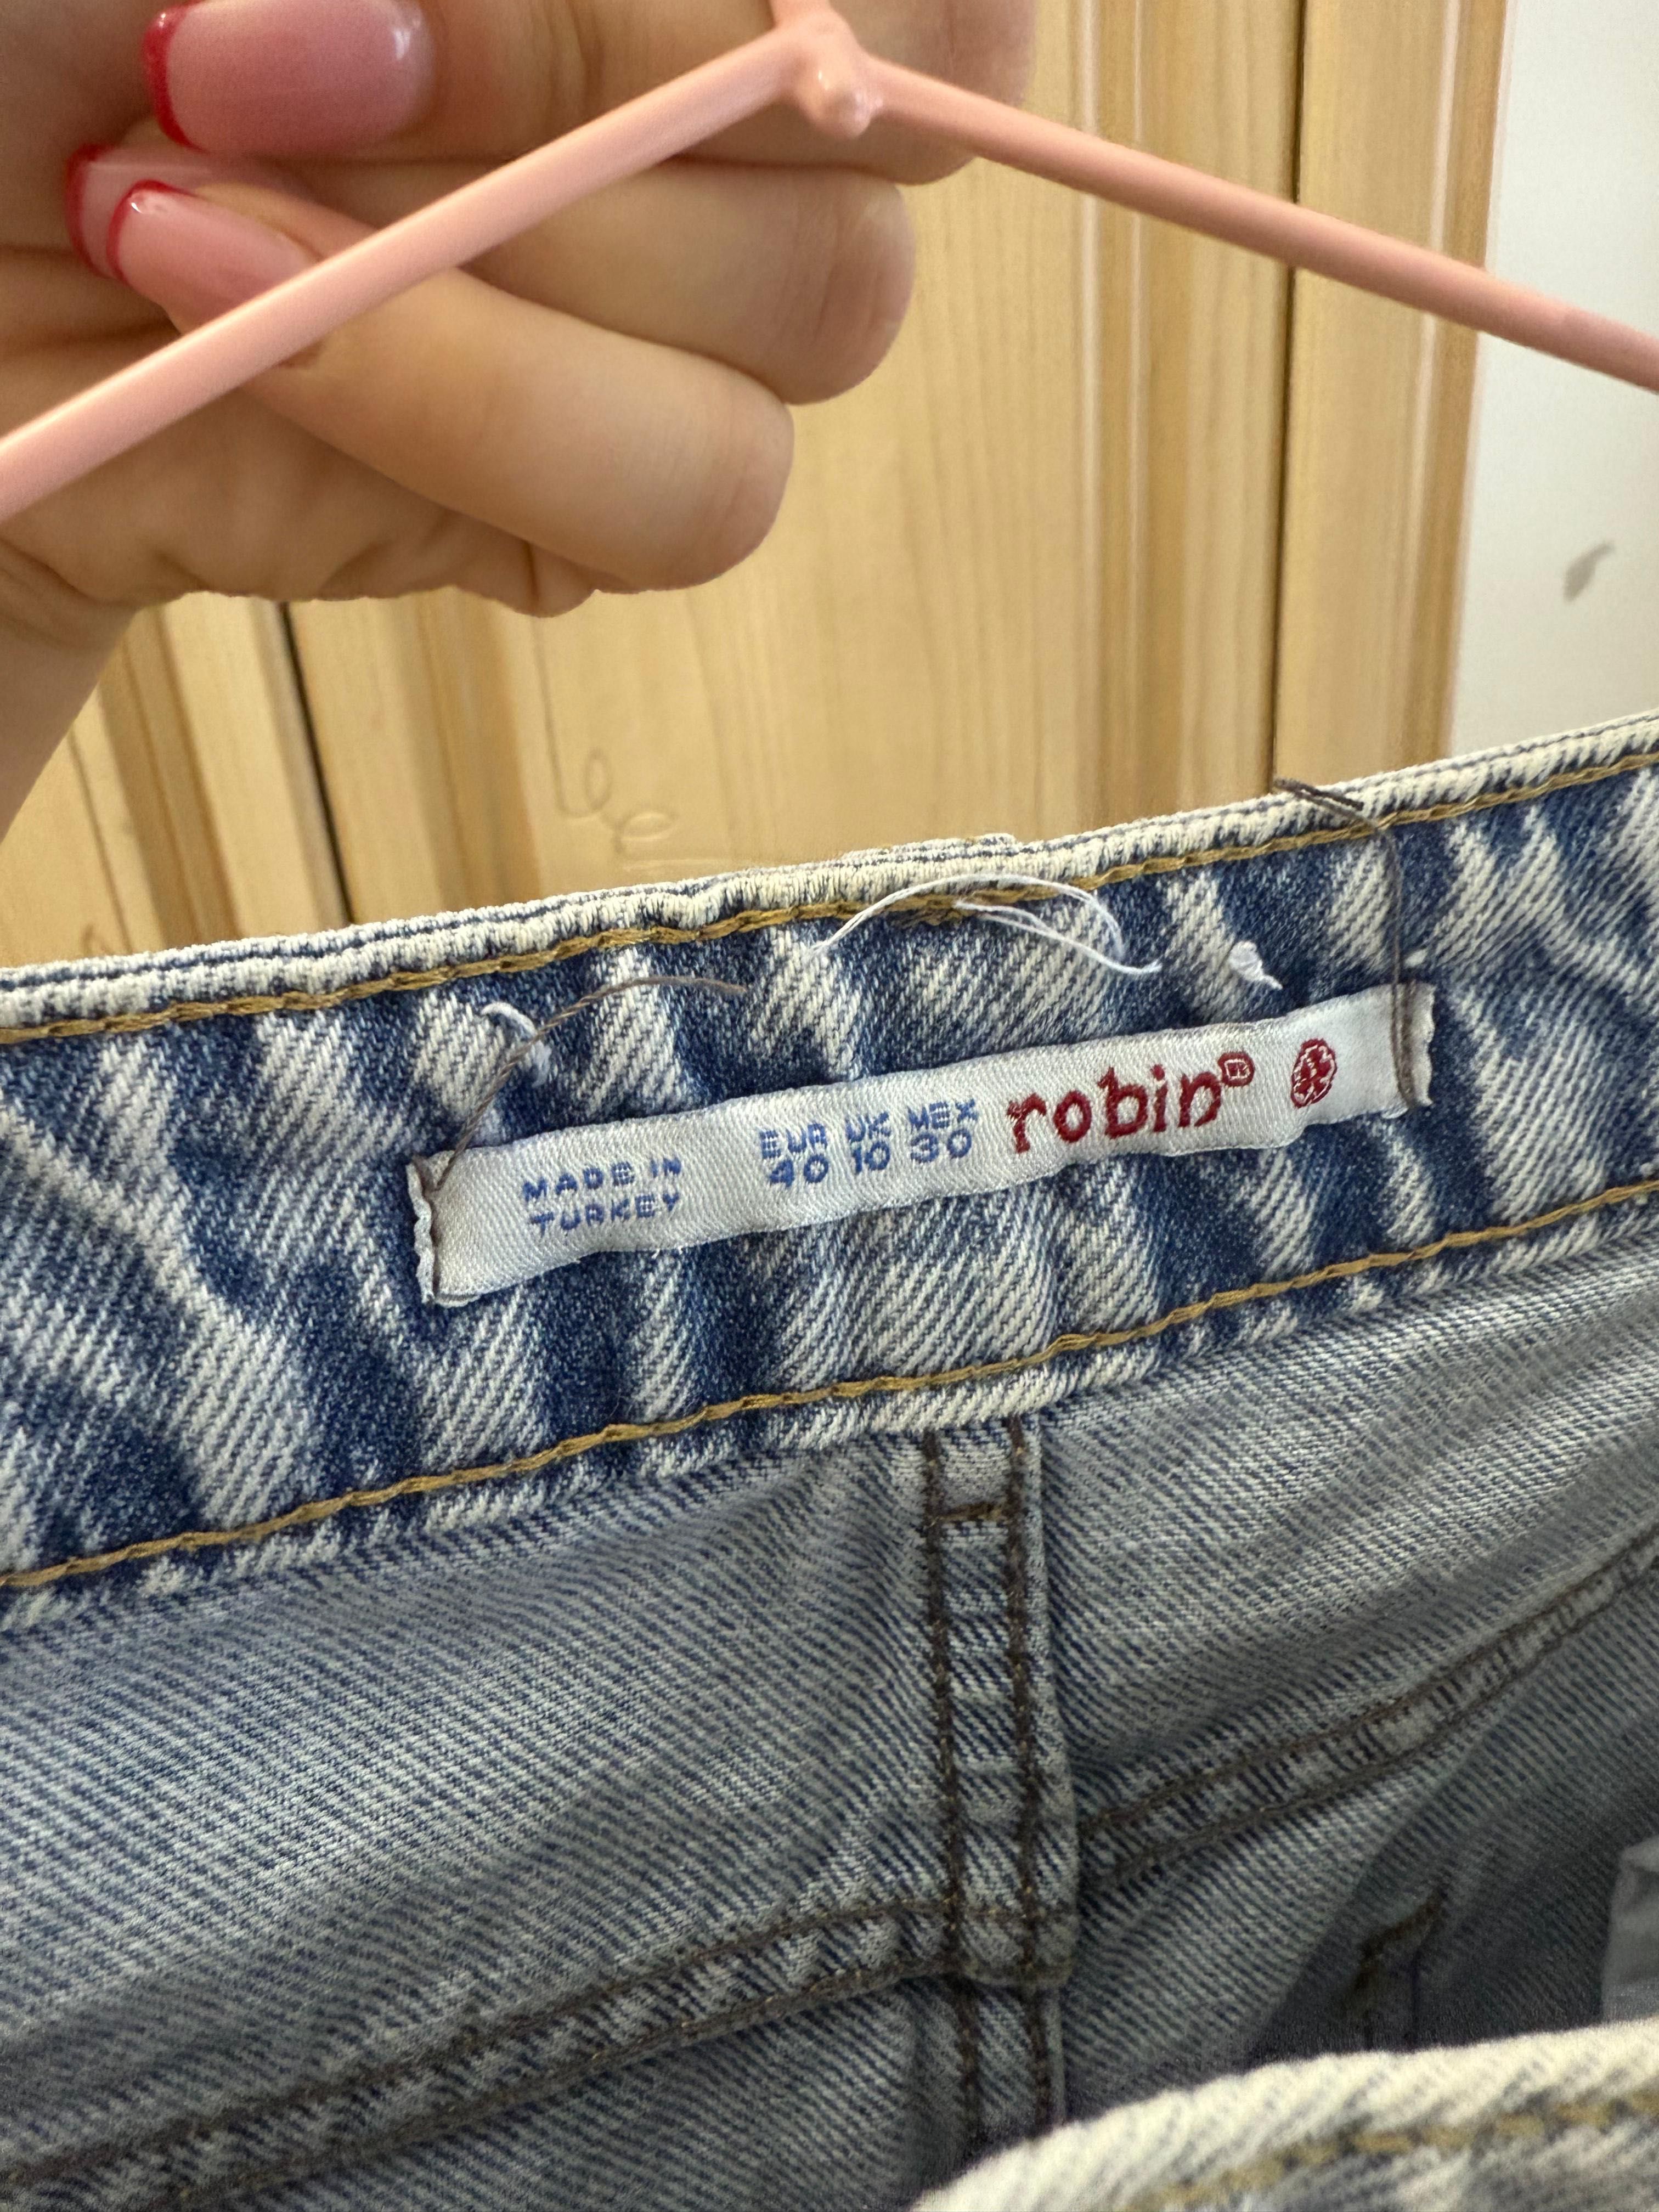 MADE IN
TURKEY
EUR UK MEX
40 10 30
robin®